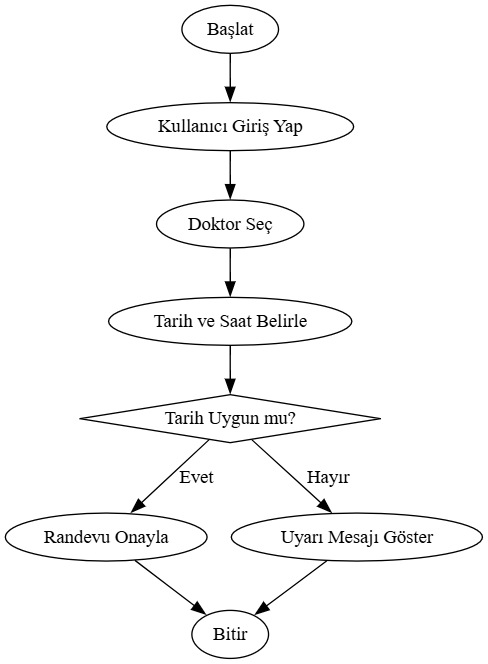 Başlat
Kullanıcı Giriş Yap
Doktor Seç
Tarih ve Saat Belirle
Tarih Uygun mu?
Evet
Hayır
Randevu Onayla
Uyarı Mesajı Göster
Bitir